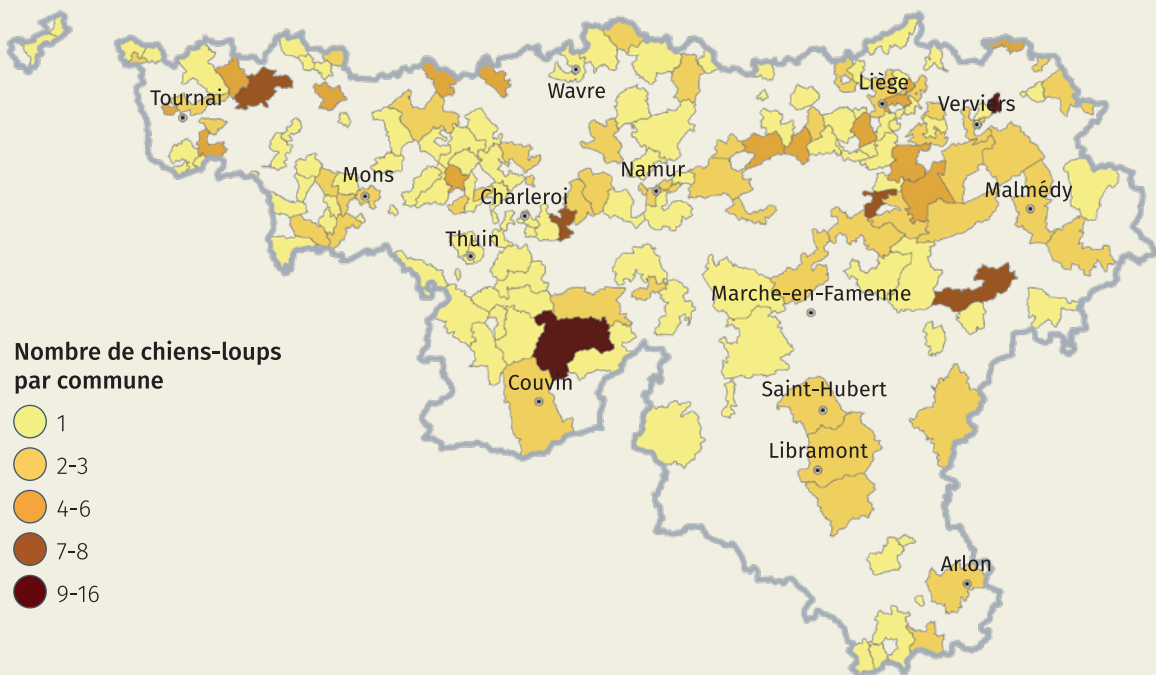 Wavre
Tournai
Liège
Verviers
Mons
Namur
Charleroi
Malmédy
Thuin
Marche-en-Famenne
Nombre de chiens-loups
par commune
Couvin
Saint-Hubert
1
Libramont
2-3
4-6
7-8
Arlon
9-16